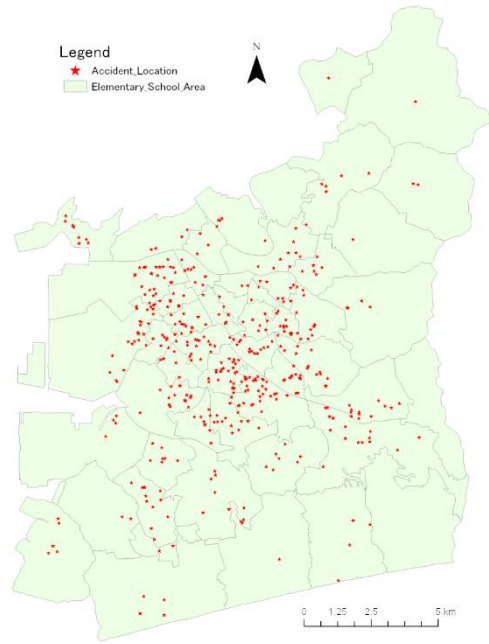 Legend
Accident_Location
Elementary_School_Area
N
0 1.25 2.5 5 km